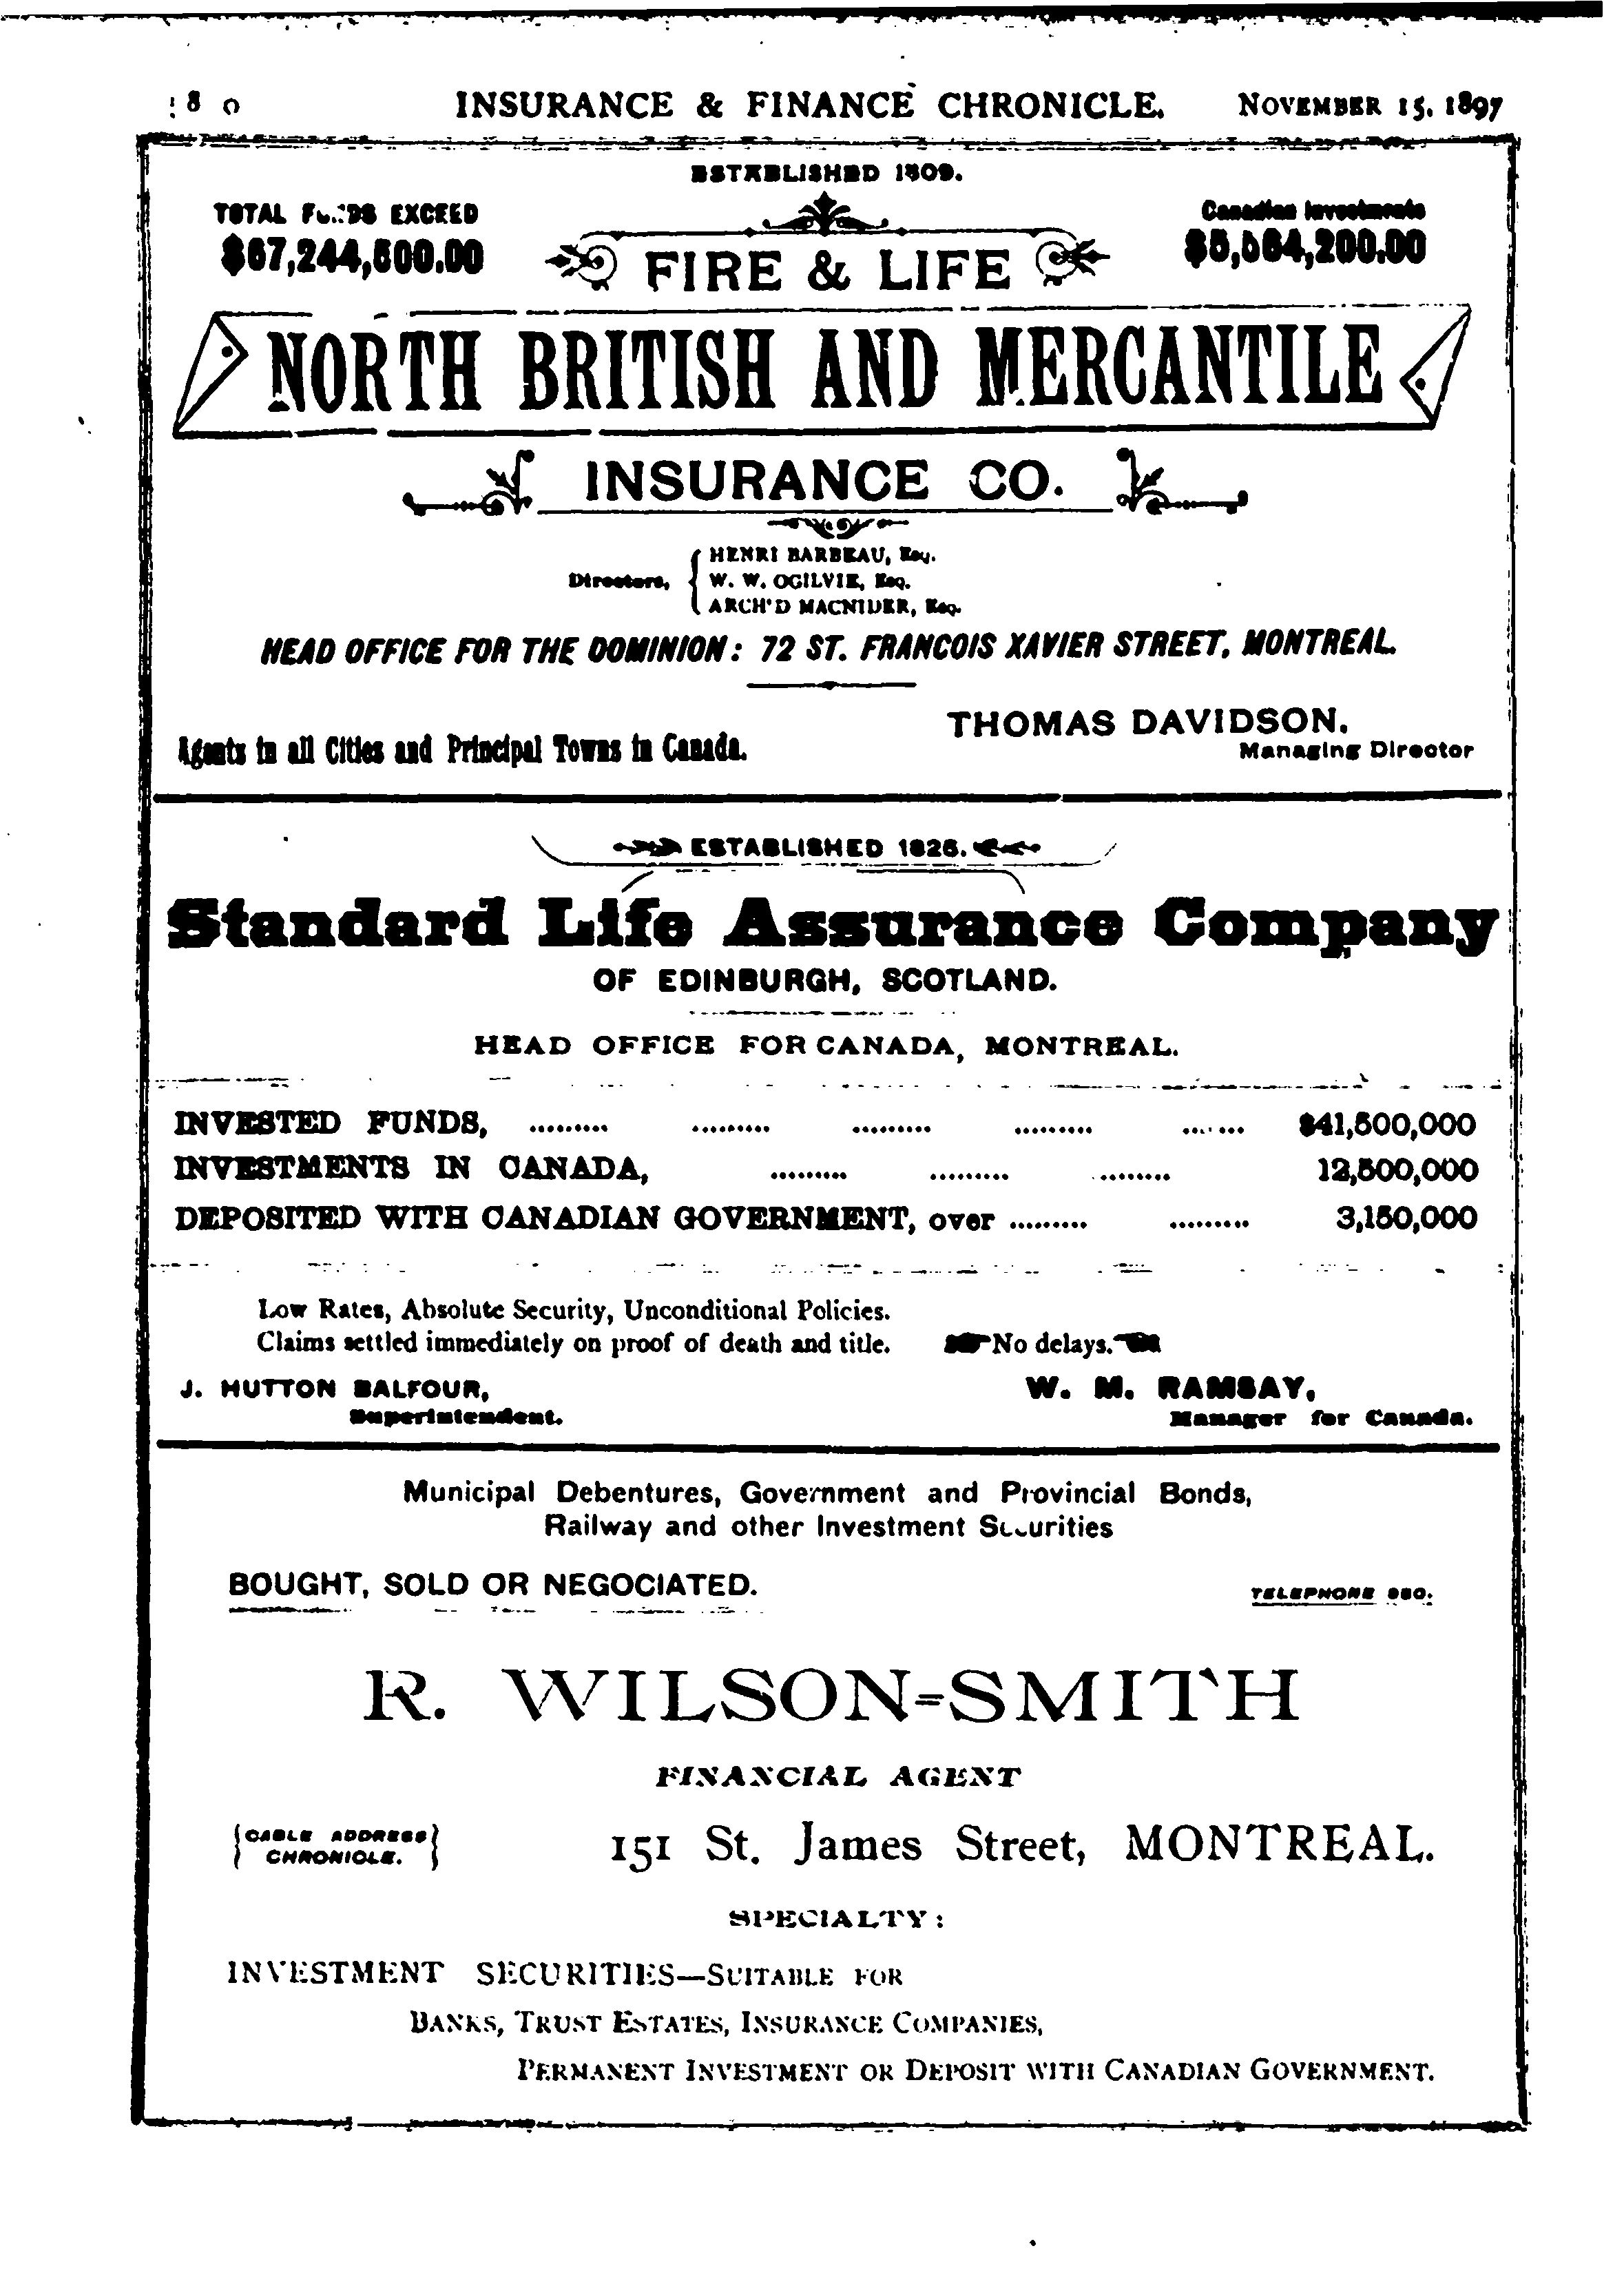 INSURANCE & FINANCE CHRONICLE. NOVEMBER 15, 1897
ESTABLISHED 1809.
TOTAL FUNDS EXCEED
$67,244,500.00
Canadian Investments
$5,564,200.00
FIRE & LIFE
NORTH BRITISH AND MERCANTILE
INSURANCE CO.
Directors, HENRI BARBEAU, Esq.
W. W. OGILVIE, Esq.
ARCH'D MACNIDER, Esq.
HEAD OFFICE FOR THE DOMINION: 72 ST. FRANCOIS XAVIER STREET, MONTREAL.
THOMAS DAVIDSON.
Agents in all Cities and Principal Towns in Canada.
Managing Director
ESTABLISHED 1825.
Standard Life Assurance Company
OF EDINBURGH, SCOTLAND.
HEAD OFFICE FOR CANADA, MONTREAL.
INVESTED FUNDS, ......... ......... ......... ......... ......... $41,500,000
INVESTMENTS IN CANADA, ......... ......... ......... 12,500,000
DEPOSITED WITH CANADIAN GOVERNMENT, over ......... ......... 3,150,000
Low Rates, Absolute Security, Unconditional Policies.
Claims settled immediately on proof of death and title. No delays.
J. HUTTON BALFOUR, W. M. RAMSAY,
Superintendent. Manager for Canada.
Municipal Debentures, Government and Provincial Bonds,
Railway and other Investment Securities
BOUGHT, SOLD OR NEGOCIATED.
TELEPHONE
R. WILSON-SMITH
FINANCIAL AGENT
CABLE ADDRESS
CHRONICLE.
151 St. James Street, MONTREAL.
SPECIALTY:
INVESTMENT SECURITIES—SUITABLE FOR
BANKS, TRUST ESTATES, INSURANCE COMPANIES,
PERMANENT INVESTMENT OR DEPOSIT WITH CANADIAN GOVERNMENT.